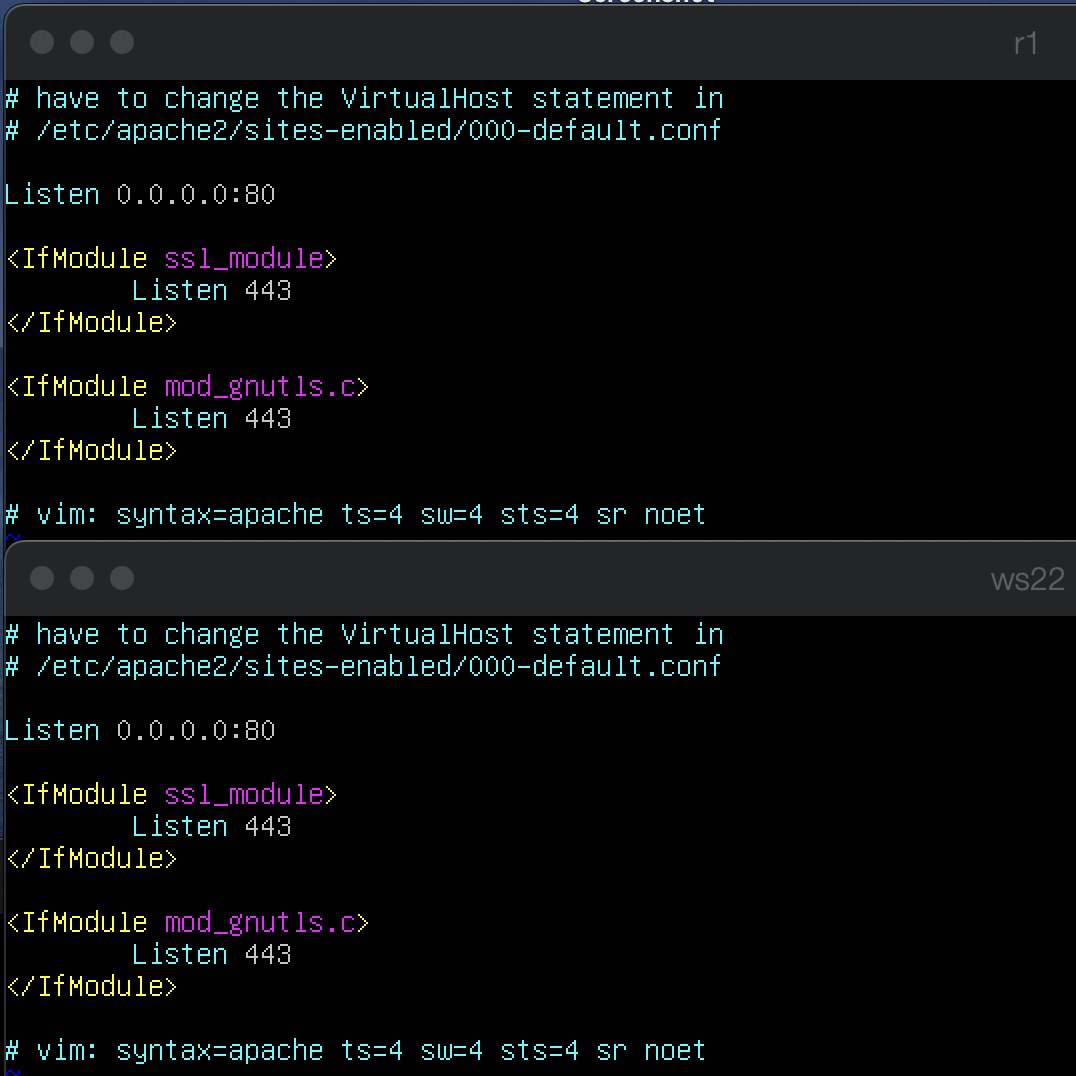 r1
# have to change the VirtualHost statement in
# /etc/apache2/sites-enabled/000-default.conf
Listen 0.0.0.0:80
<IfModule ssl_module>
Listen 443
</IfModule>
<IfModule mod_gnutls.c>
Listen 443
</IfModule>
# vim: syntax=apache ts=4 sw=4 sts=4 sr noet
~
ws22
# have to change the VirtualHost statement in
# /etc/apache2/sites-enabled/000-default.conf
Listen 0.0.0.0:80
<IfModule ssl_module>
Listen 443
</IfModule>
<IfModule mod_gnutls.c>
Listen 443
</IfModule>
# vim: syntax=apache ts=4 sw=4 sts=4 sr noet
~